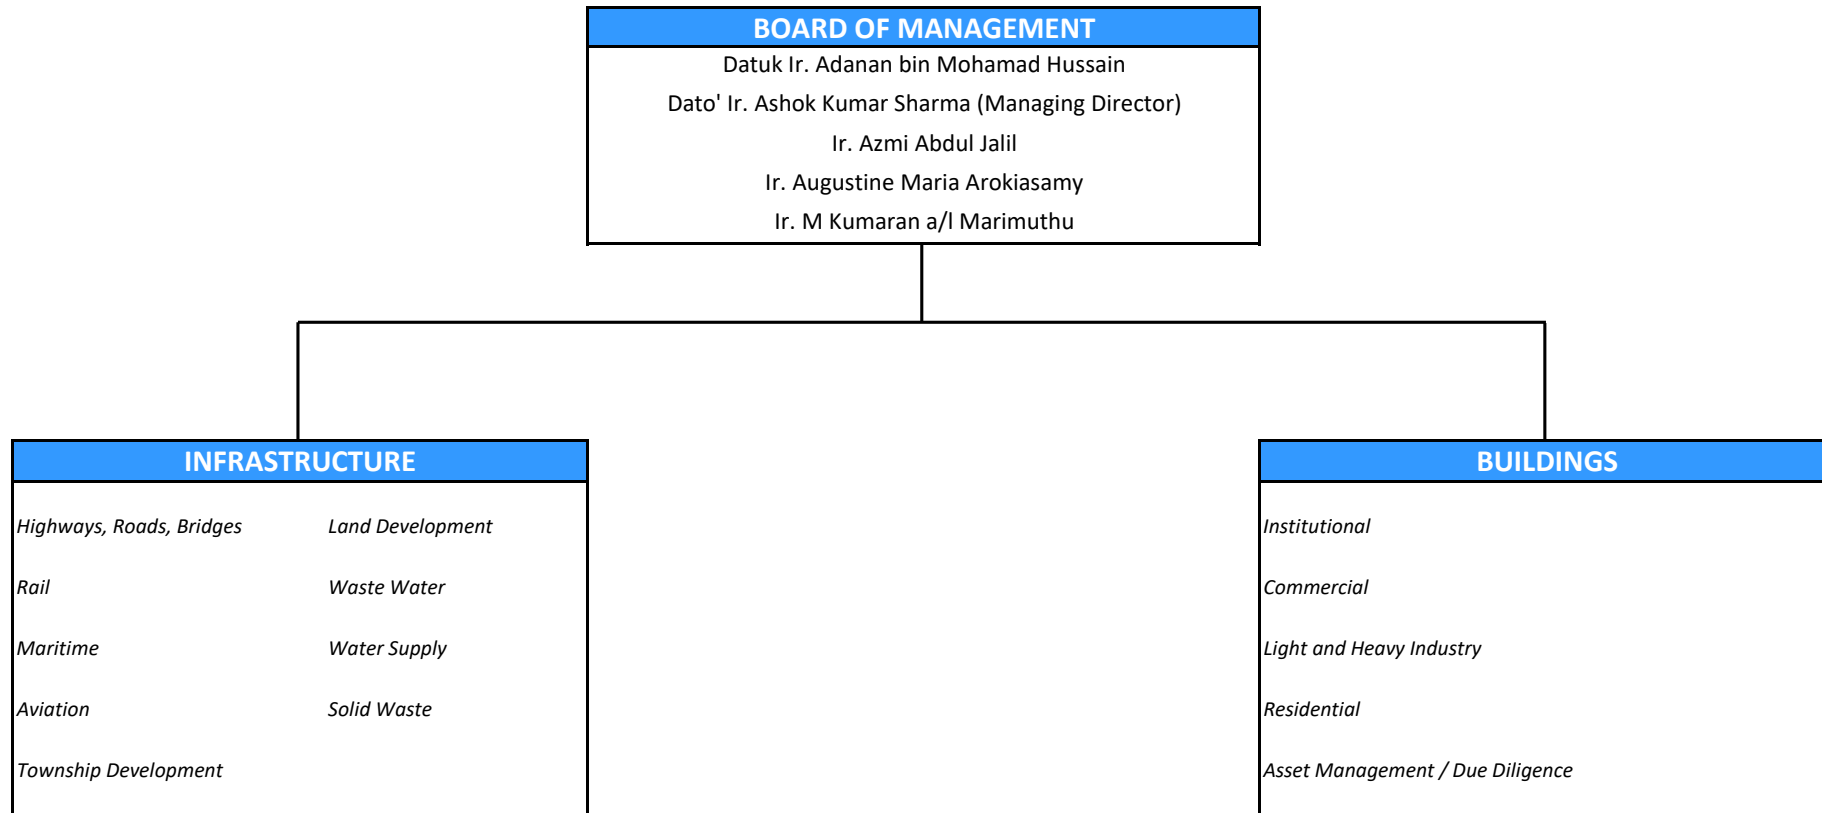 BOARD OF MANAGEMENT
Datuk Ir. Adanan bin Mohamad Hussain
Dato' Ir. Ashok Kumar Sharma (Managing Director)
Ir. Azmi Abdul Jalil
Ir. Augustine Maria Arokiasamy
Ir. M Kumaran a/l Marimuthu
INFRASTRUCTURE
Highways, Roads, Bridges
Rail
Maritime
Aviation
Township Development
Land Development
Waste Water
Water Supply
Solid Waste
BUILDINGS
Institutional
Commercial
Light and Heavy Industry
Residential
Asset Management / Due Diligence